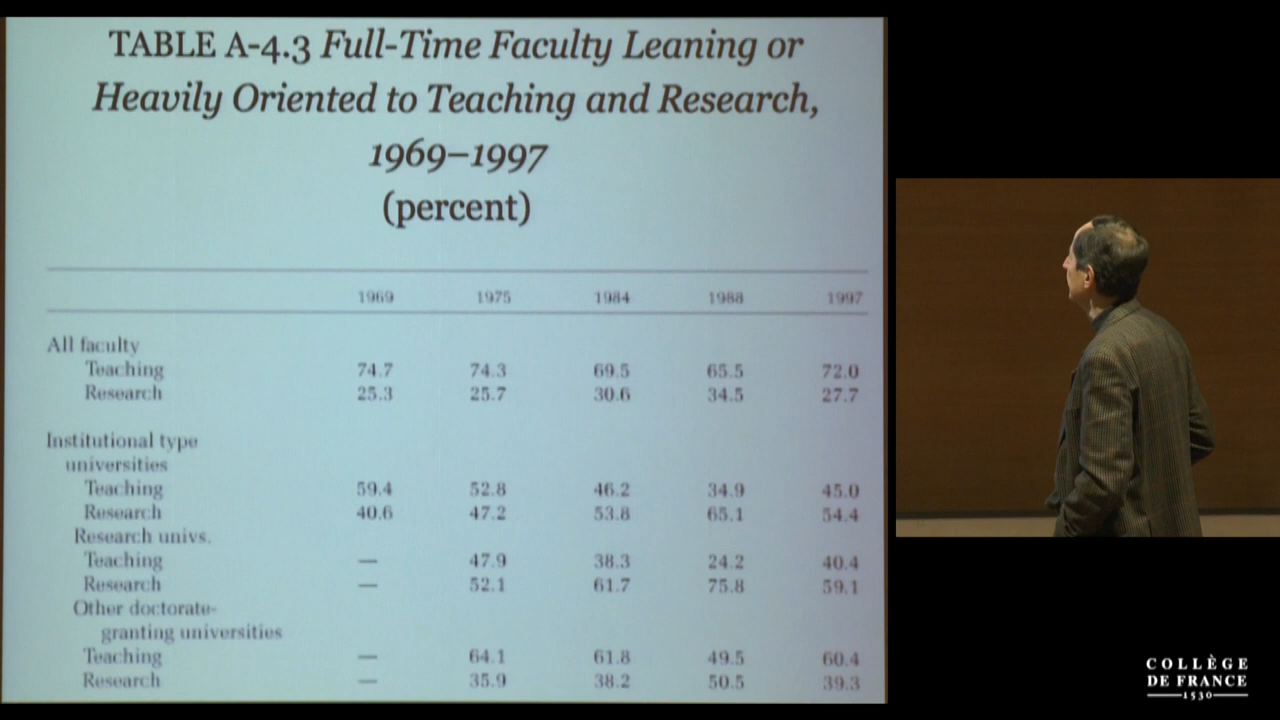 TABLE A-4.3 Full-Time Faculty Leaning or
Heavily Oriented to Teaching and Research,
1969–1997
(percent)
1969 1975 1984 1988 1997
All faculty
Teaching 74.7 74.3 69.5 65.5 72.0
Research 25.3 25.7 30.6 34.5 27.7
Institutional type
universities
Teaching 59.4 52.8 46.2 34.9 45.0
Research 40.6 47.2 53.8 65.1 54.4
Research univs.
Teaching — 47.9 38.3 24.2 40.4
Research — 52.1 61.7 75.8 59.1
Other doctorate-
granting universities
Teaching — 64.1 61.8 49.5 60.4
Research — 35.9 38.2 50.5 39.3
COLLÈGE
DE FRANCE
1530